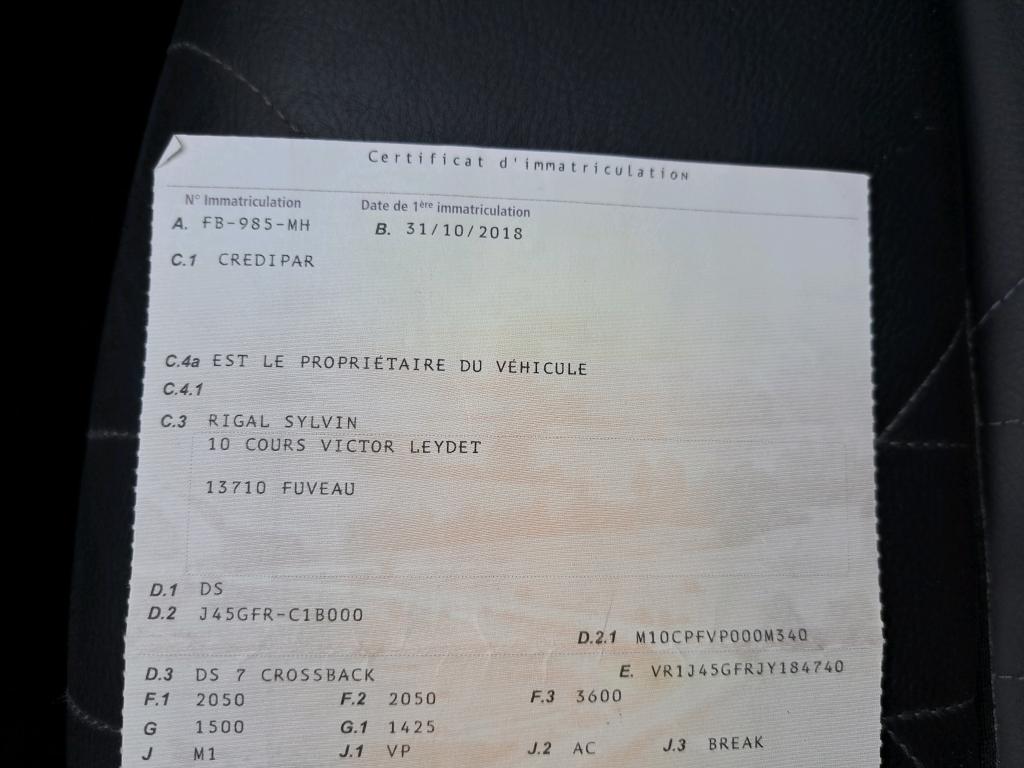 Certificat d'immatriculation
N° Immatriculation Date de 1ère immatriculation
A. FB-985-MH B. 31/10/2018
C.1 CREDIPAR
C.4a EST LE PROPRIÉTAIRE DU VÉHICULE
C.4.1
C.3 RIGAL SYLVIN
10 COURS VICTOR LEYDET
13710 FUVEAU
D.1 DS
D.2 J45GFR-C1B000
D.2.1 M10CPFVP000M340
D.3 DS 7 CROSSBACK E. VR1J45GFRJY184740
F.1 2050 F.2 2050 F.3 3600
G 1500 G.1 1425
J M1 J.1 VP J.2 AC J.3 BREAK